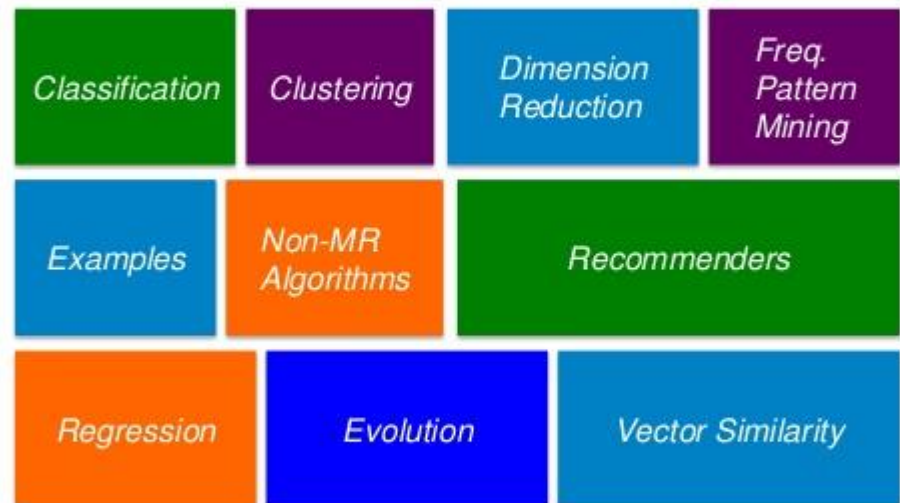 Classification
Clustering
Dimension
Reduction
Freq.
Pattern
Mining
Examples
Non-MR
Algorithms
Recommenders
Regression
Evolution
Vector Similarity